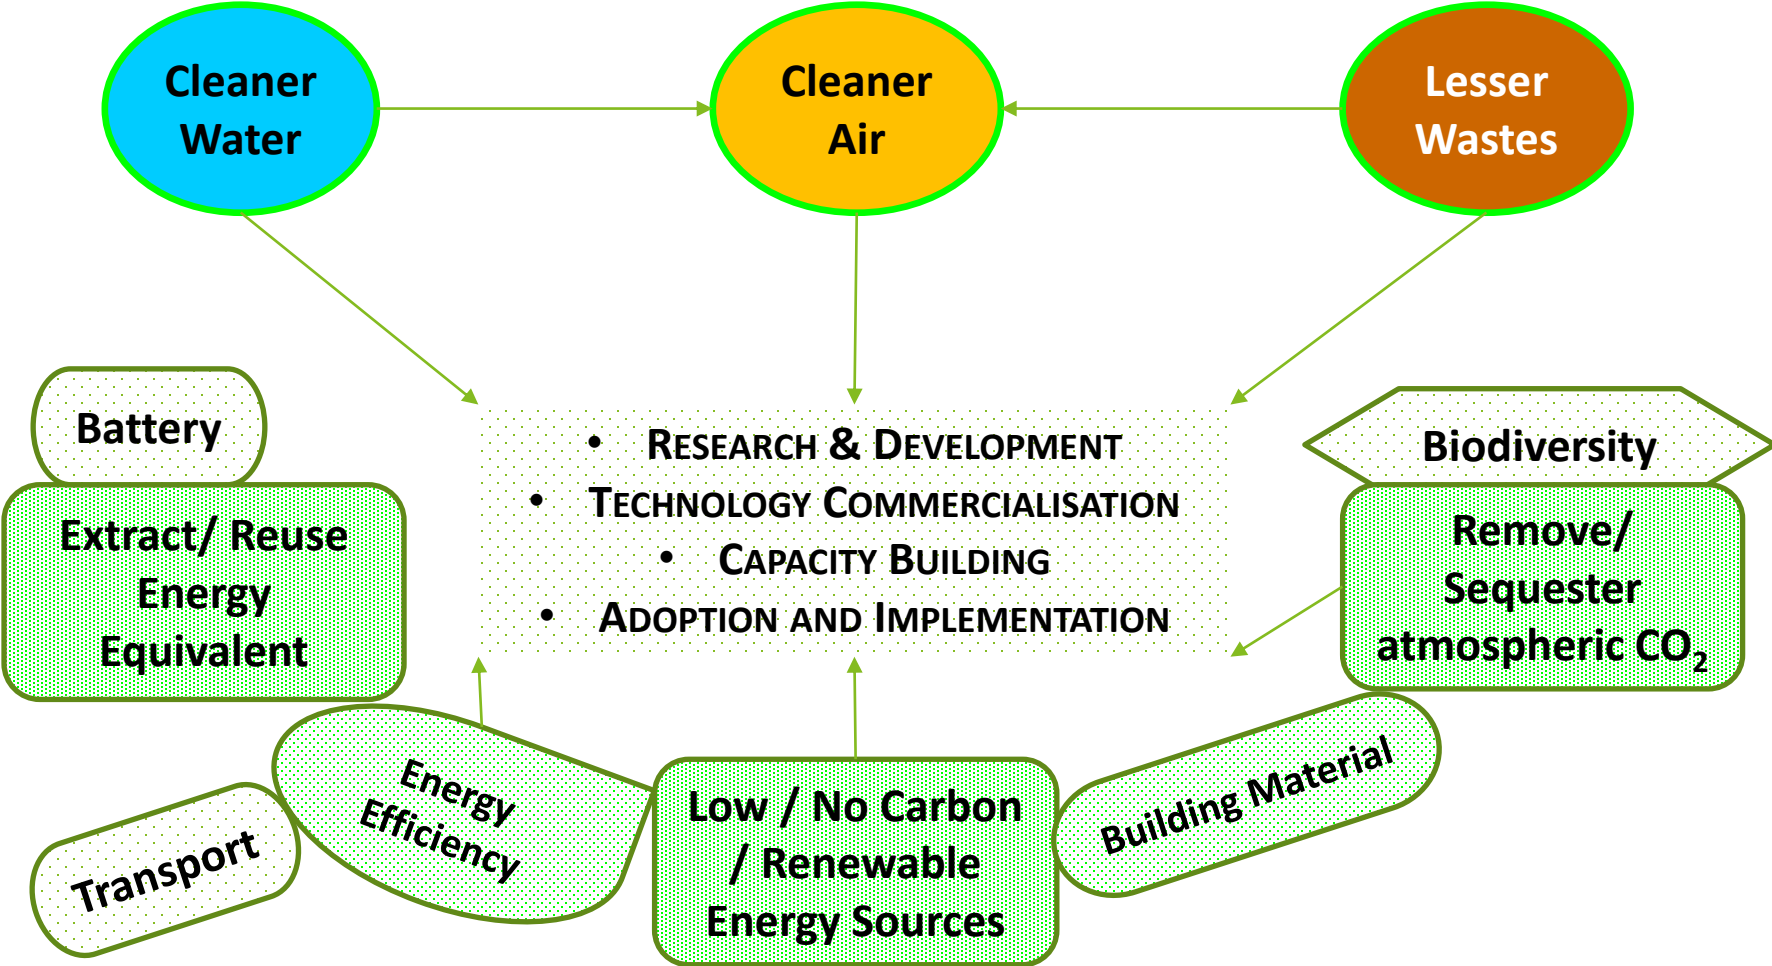 Cleaner
Water
Cleaner
Air
Lesser
Wastes
Battery
Extract/ Reuse
Energy
Equivalent
• RESEARCH & DEVELOPMENT
• TECHNOLOGY COMMERCIALISATION
• CAPACITY BUILDING
• ADOPTION AND IMPLEMENTATION
Biodiversity
Remove/
Sequester
atmospheric CO₂
Transport
Energy
Efficiency
Low / No Carbon
/ Renewable
Energy Sources
Building Material